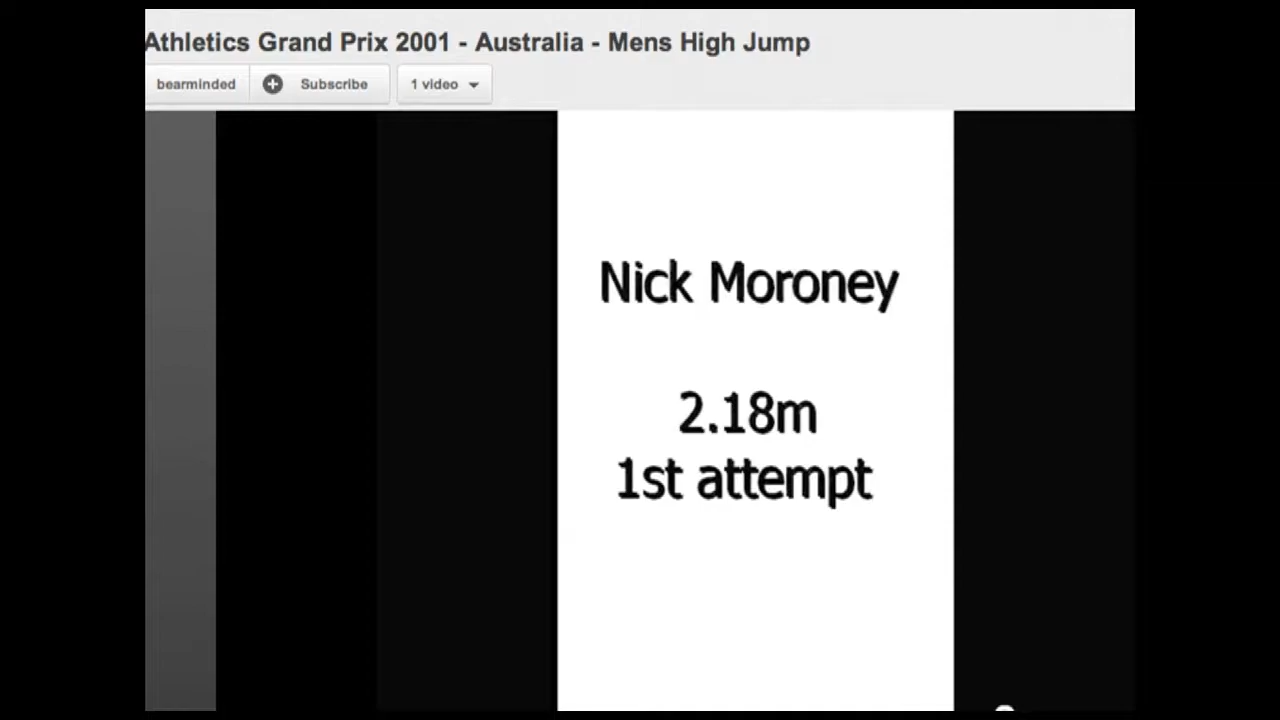 Athletics Grand Prix 2001 - Australia - Mens High Jump
bearminded Subscribe 1 video
Nick Moroney
2.18m
1st attempt